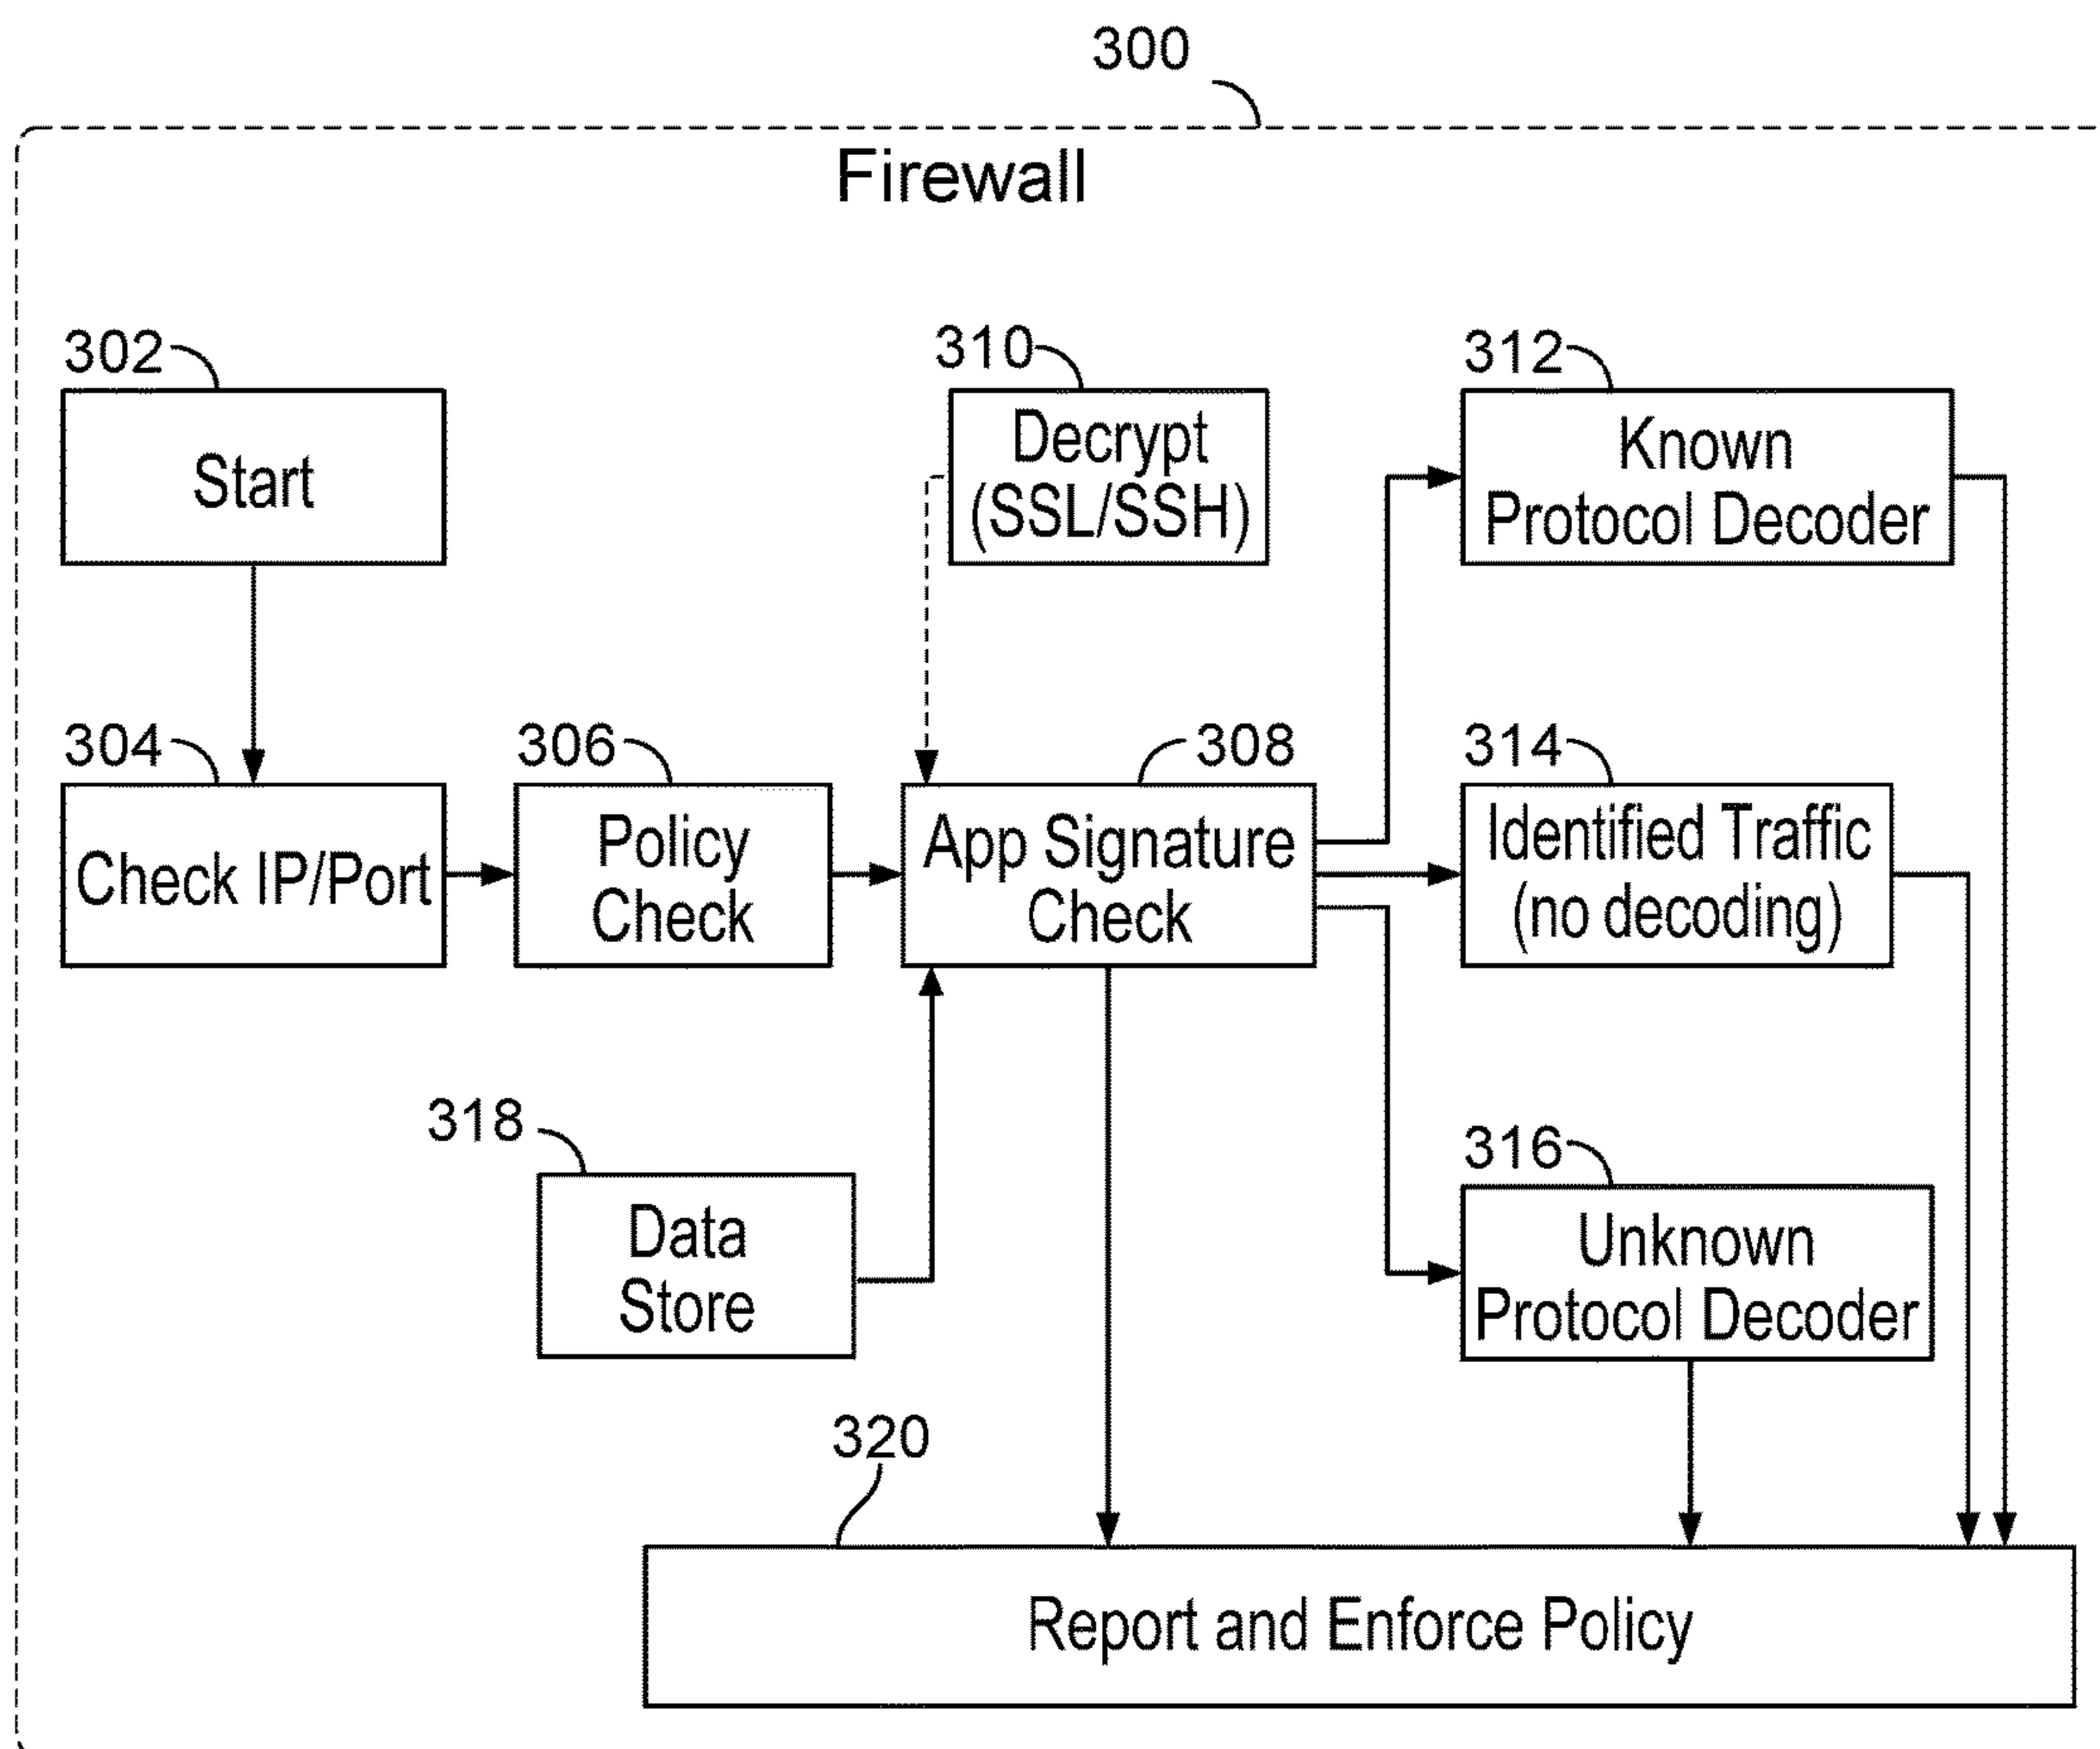 300
Firewall
302
Start
310
Decrypt
(SSL/SSH)
312
Known
Protocol Decoder
304
Check IP/Port
306
Policy
Check
308
App Signature
Check
314
Identified Traffic
(no decoding)
318
Data
Store
316
Unknown
Protocol Decoder
320
Report and Enforce Policy